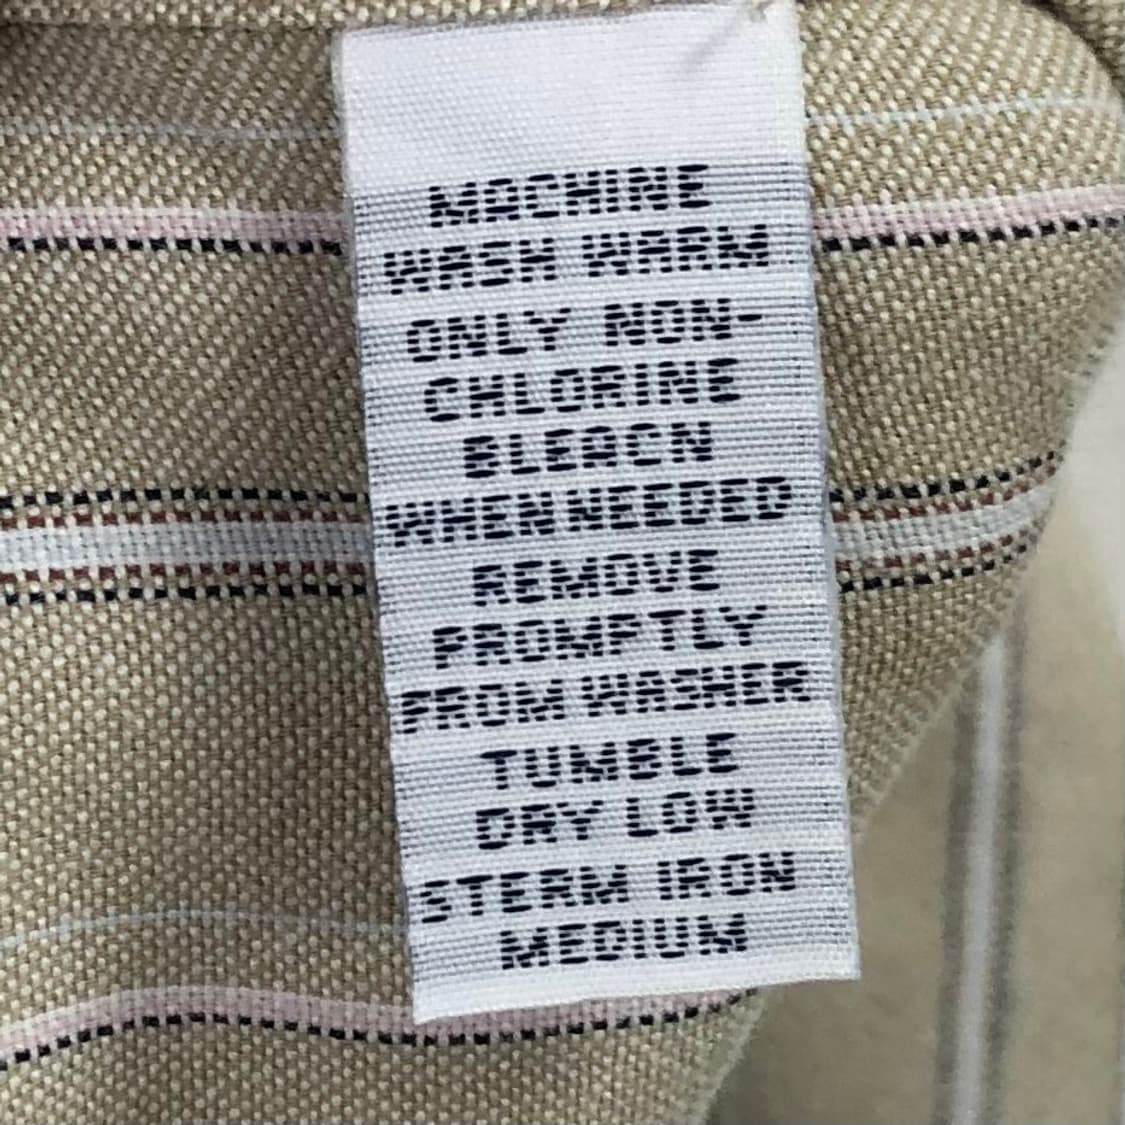 MACHINE
WASH WARM
ONLY NON-
CHLORINE
BLEACN
WHEN NEEDED
REMOVE
PROMPTLY
FROM WASHER
TUMBLE
DRY LOW
STERM IRON
MEDIUM